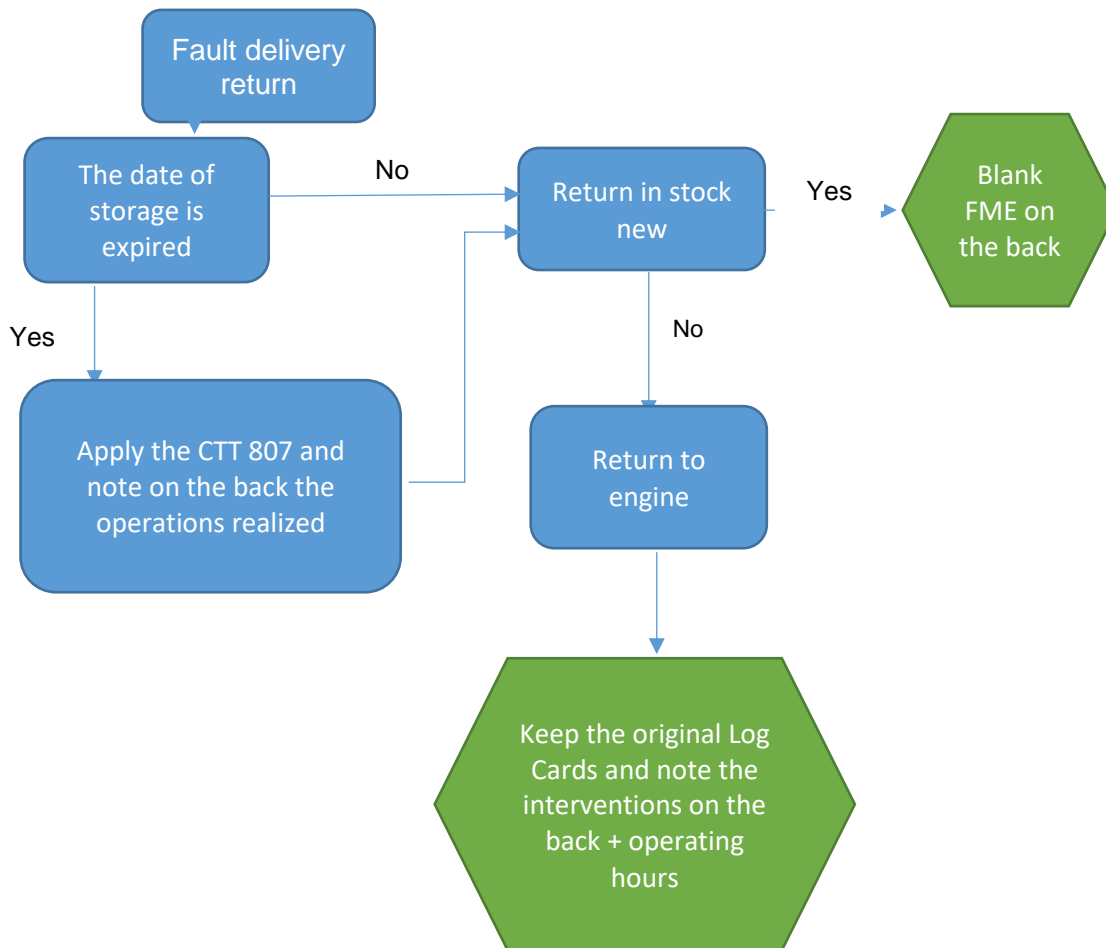 Fault delivery
return
The date of
storage is
expired
No
Return in stock
new
Yes
Blank
FME on
the back
Yes
No
Apply the CTT 807 and
note on the back the
operations realized
Return to
engine
Keep the original Log
Cards and note the
interventions on the
back + operating
hours